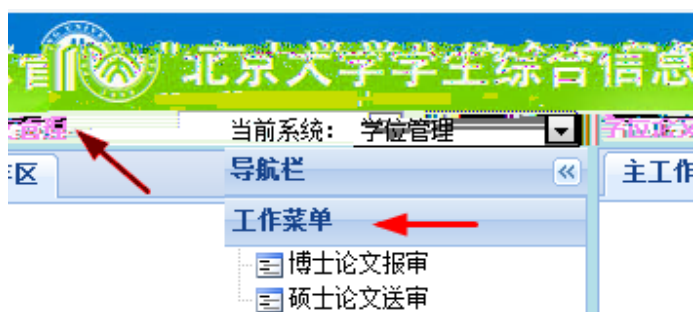 北京大学学生综合信息
当前系统： 学位管理
导航栏
区
主工作
工作菜单
博士论文报审
硕士论文送审